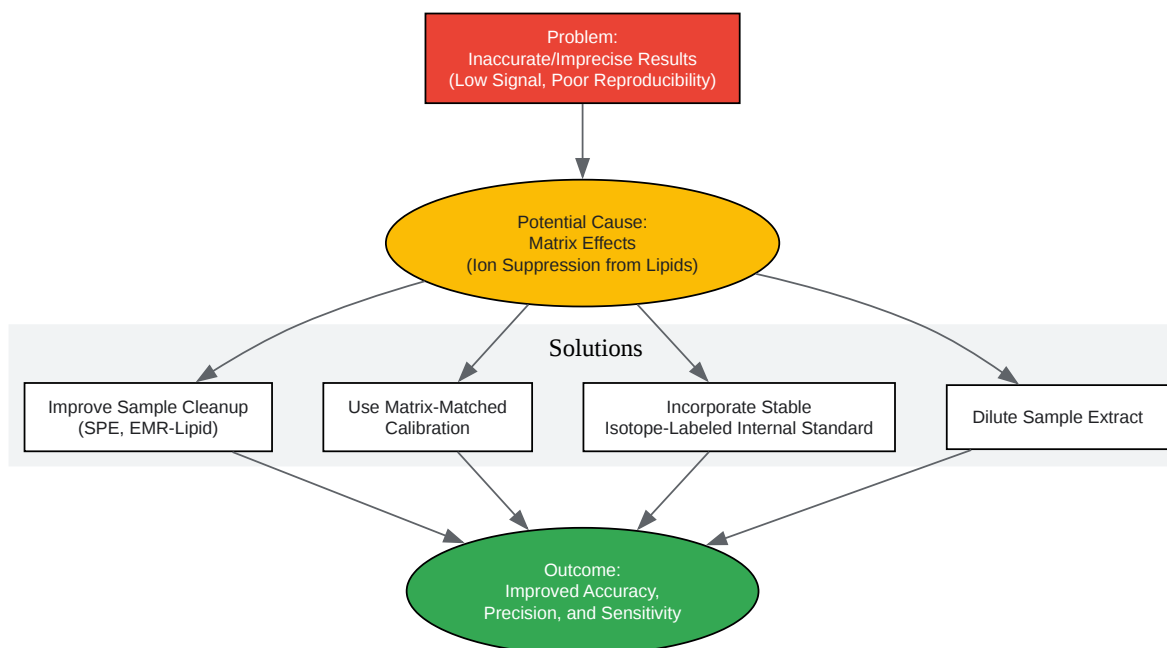 Problem:
Inaccurate/Imprecise Results
(Low Signal, Poor Reproducibility)
Potential Cause:
Matrix Effects
(Ion Suppression from Lipids)
Solutions
Improve Sample Cleanup
(SPE, EMR-Lipid)
Use Matrix-Matched
Calibration
Incorporate Stable
Isotope-Labeled Internal Standard
Dilute Sample Extract
Outcome:
Improved Accuracy,
Precision, and Sensitivity